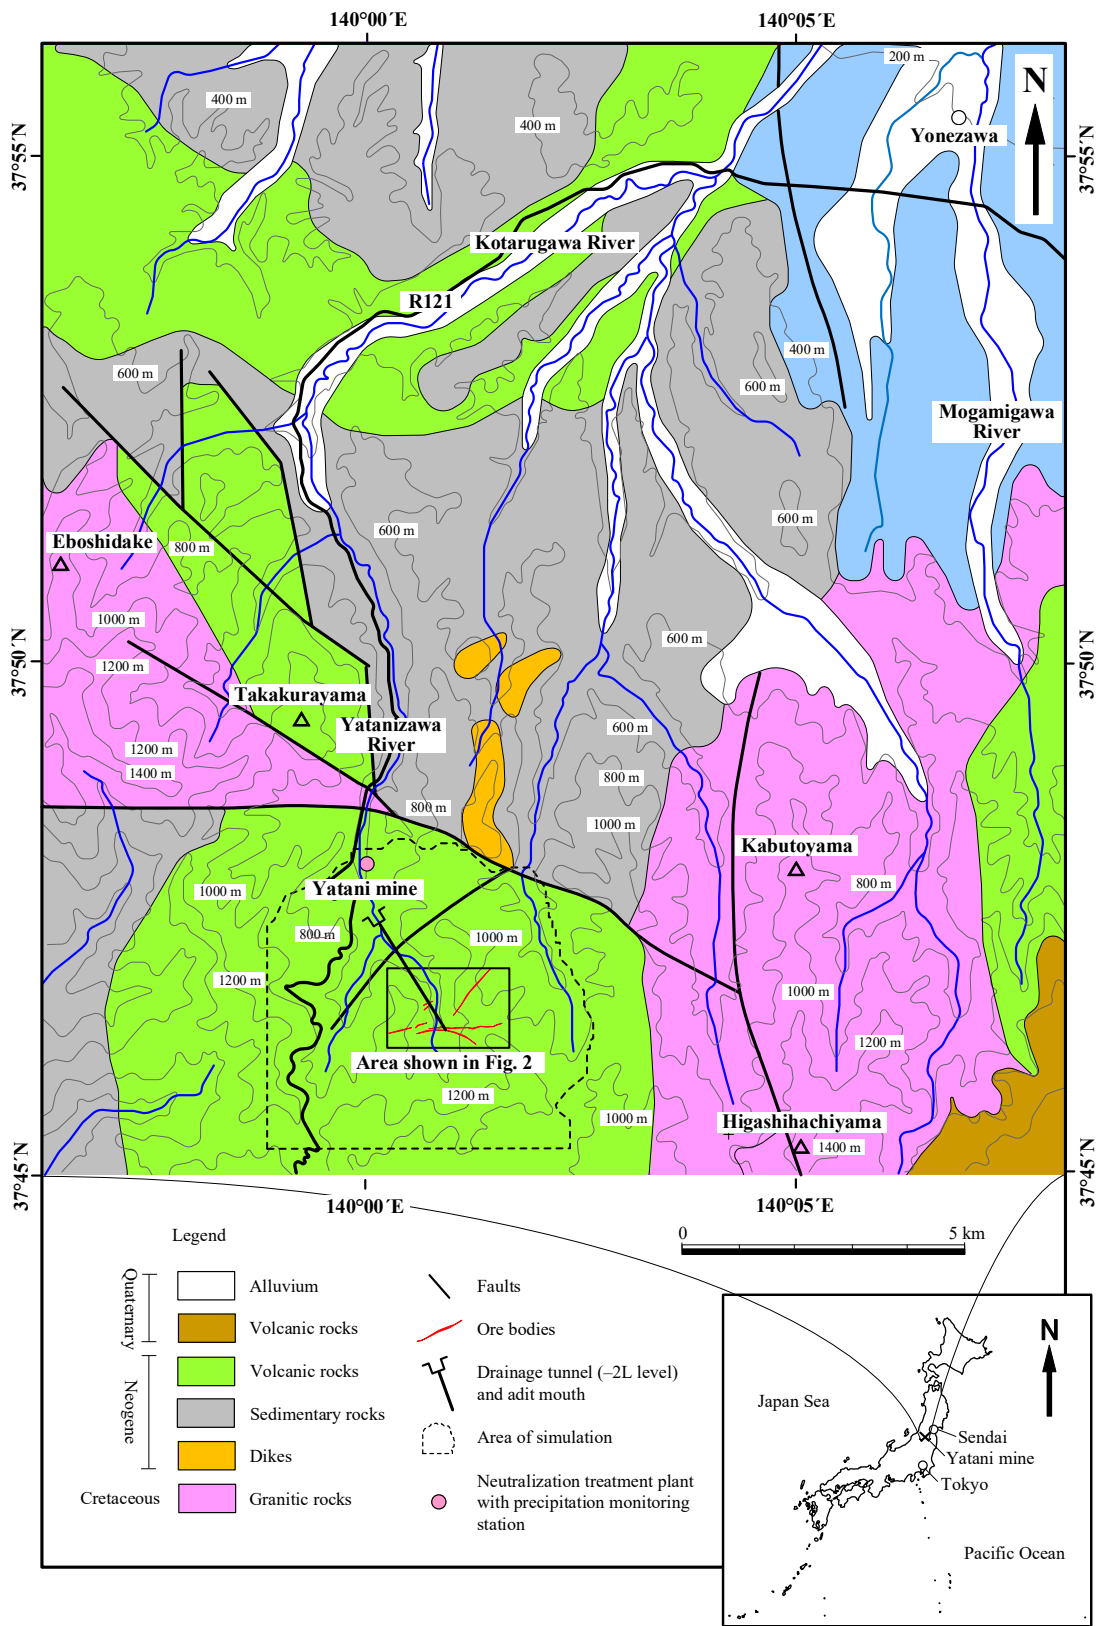 140°00´E
140°05´E
200 m
400 m
400 m
N
Yonezawa
37°55´N
37°55´N
Kotarugawa River
R121
400 m
600 m
600 m
Mogamigawa
River
600 m
600 m
Eboshidake
800 m
1000 m
600 m
1200 m
37°50´N
37°50´N
Takakurayama
Yatanizawa
River
600 m
1200 m
1400 m
800 m
800 m
1000 m
Kabutoyama
Yatani mine
800 m
1000 m
800 m
1000 m
1200 m
1000 m
1200 m
Area shown in Fig. 2
1200 m
1000 m
Higashihachiyama
1400 m
37°45´N
37°45´N
140°00´E
140°05´E
0
5 km
Legend
Quaternary
Neogene
Cretaceous
Alluvium
Volcanic rocks
Volcanic rocks
Sedimentary rocks
Dikes
Granitic rocks
Faults
Ore bodies
Drainage tunnel (–2L level)
and adit mouth
Area of simulation
Neutralization treatment plant
with precipitation monitoring
station
N
Japan Sea
Sendai
Yatani mine
Tokyo
Pacific Ocean